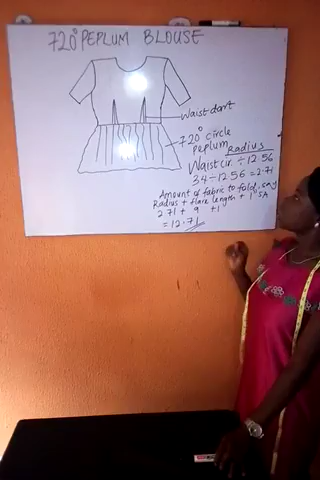 720° PEPLUM BLOUSE
Waist dart
720° circle
peplum
Radius
Waist cir ÷ 12.56
34 ÷ 12.56 = 2.71
Amount of fabric to fold, say
Radius + flare length + 1" SA
2.71 + 9 + 1"
= 12.71